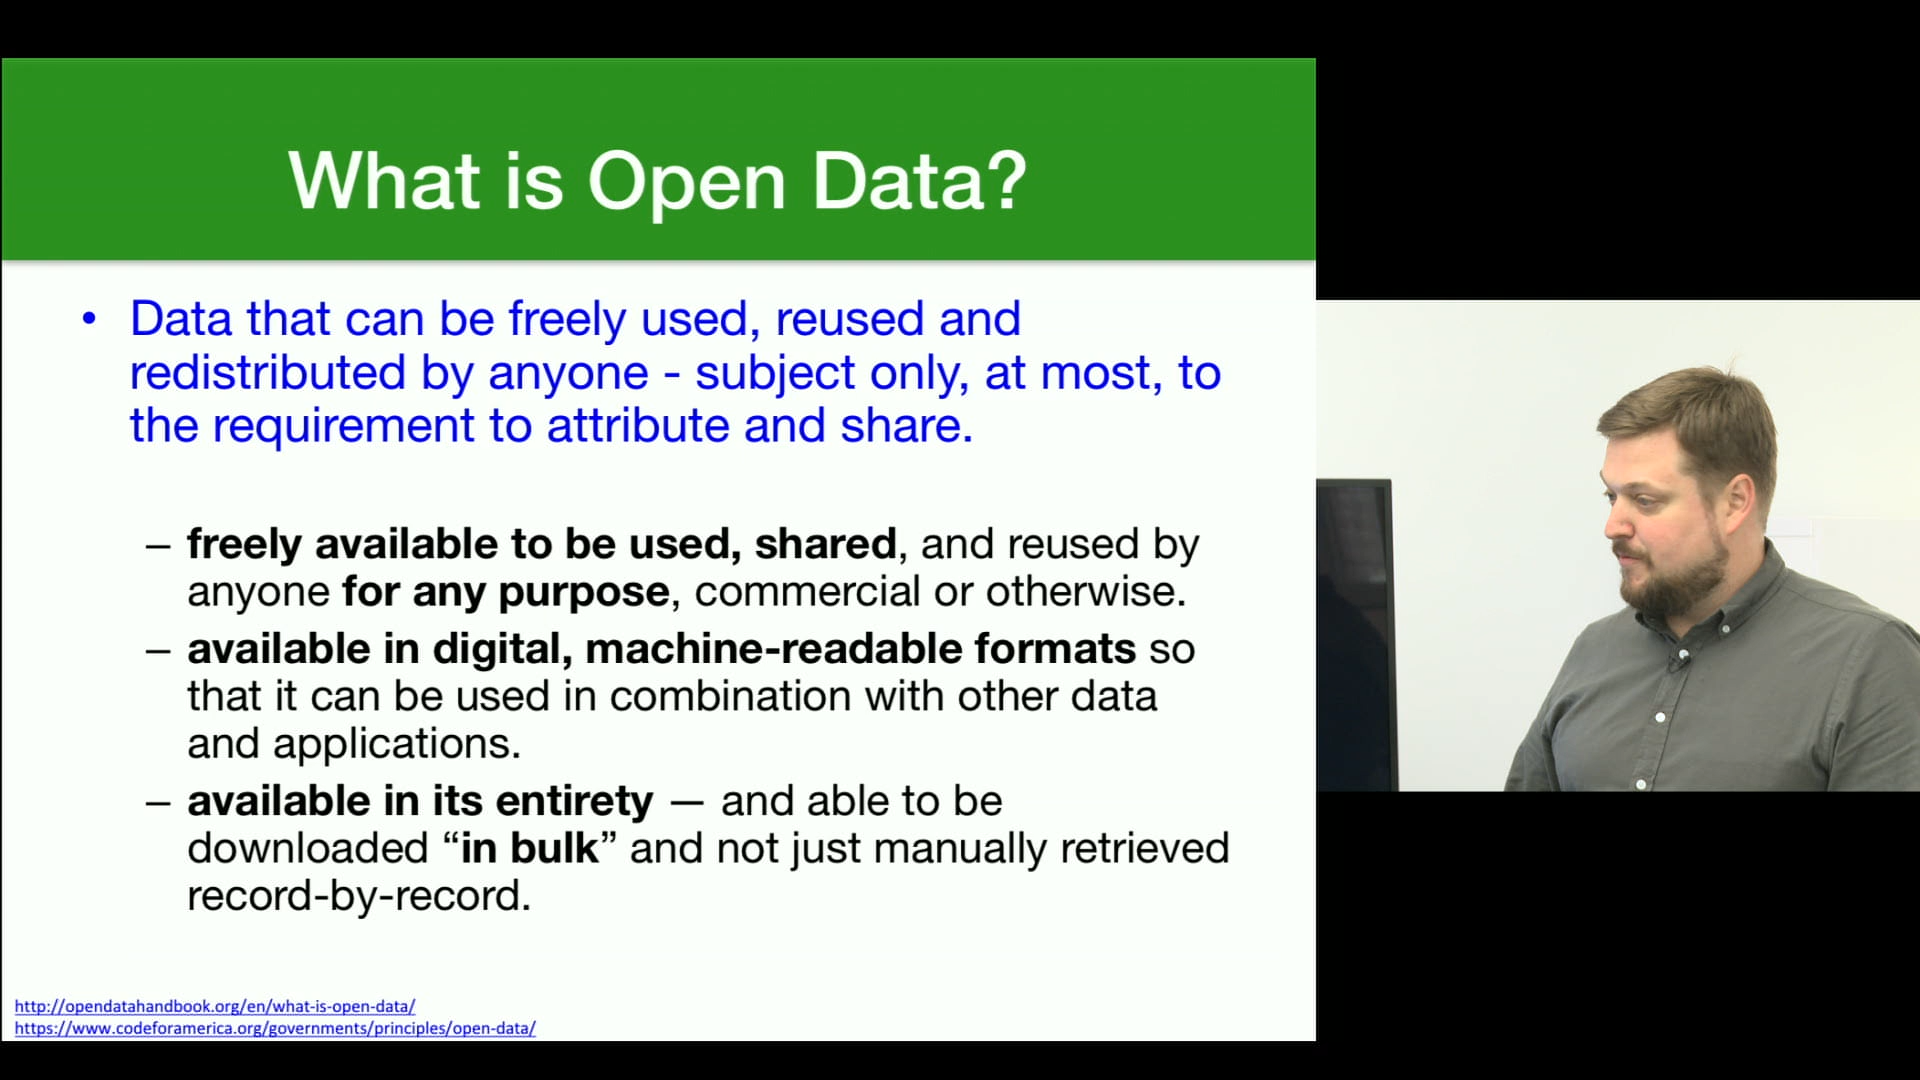 What is Open Data?
• Data that can be freely used, reused and
redistributed by anyone - subject only, at most, to
the requirement to attribute and share.
– freely available to be used, shared, and reused by
anyone for any purpose, commercial or otherwise.
– available in digital, machine-readable formats so
that it can be used in combination with other data
and applications.
– available in its entirety — and able to be
downloaded “in bulk” and not just manually retrieved
record-by-record.
http://opendatahandbook.org/en/what-is-open-data/
https://www.codeforamerica.org/governments/principles/open-data/